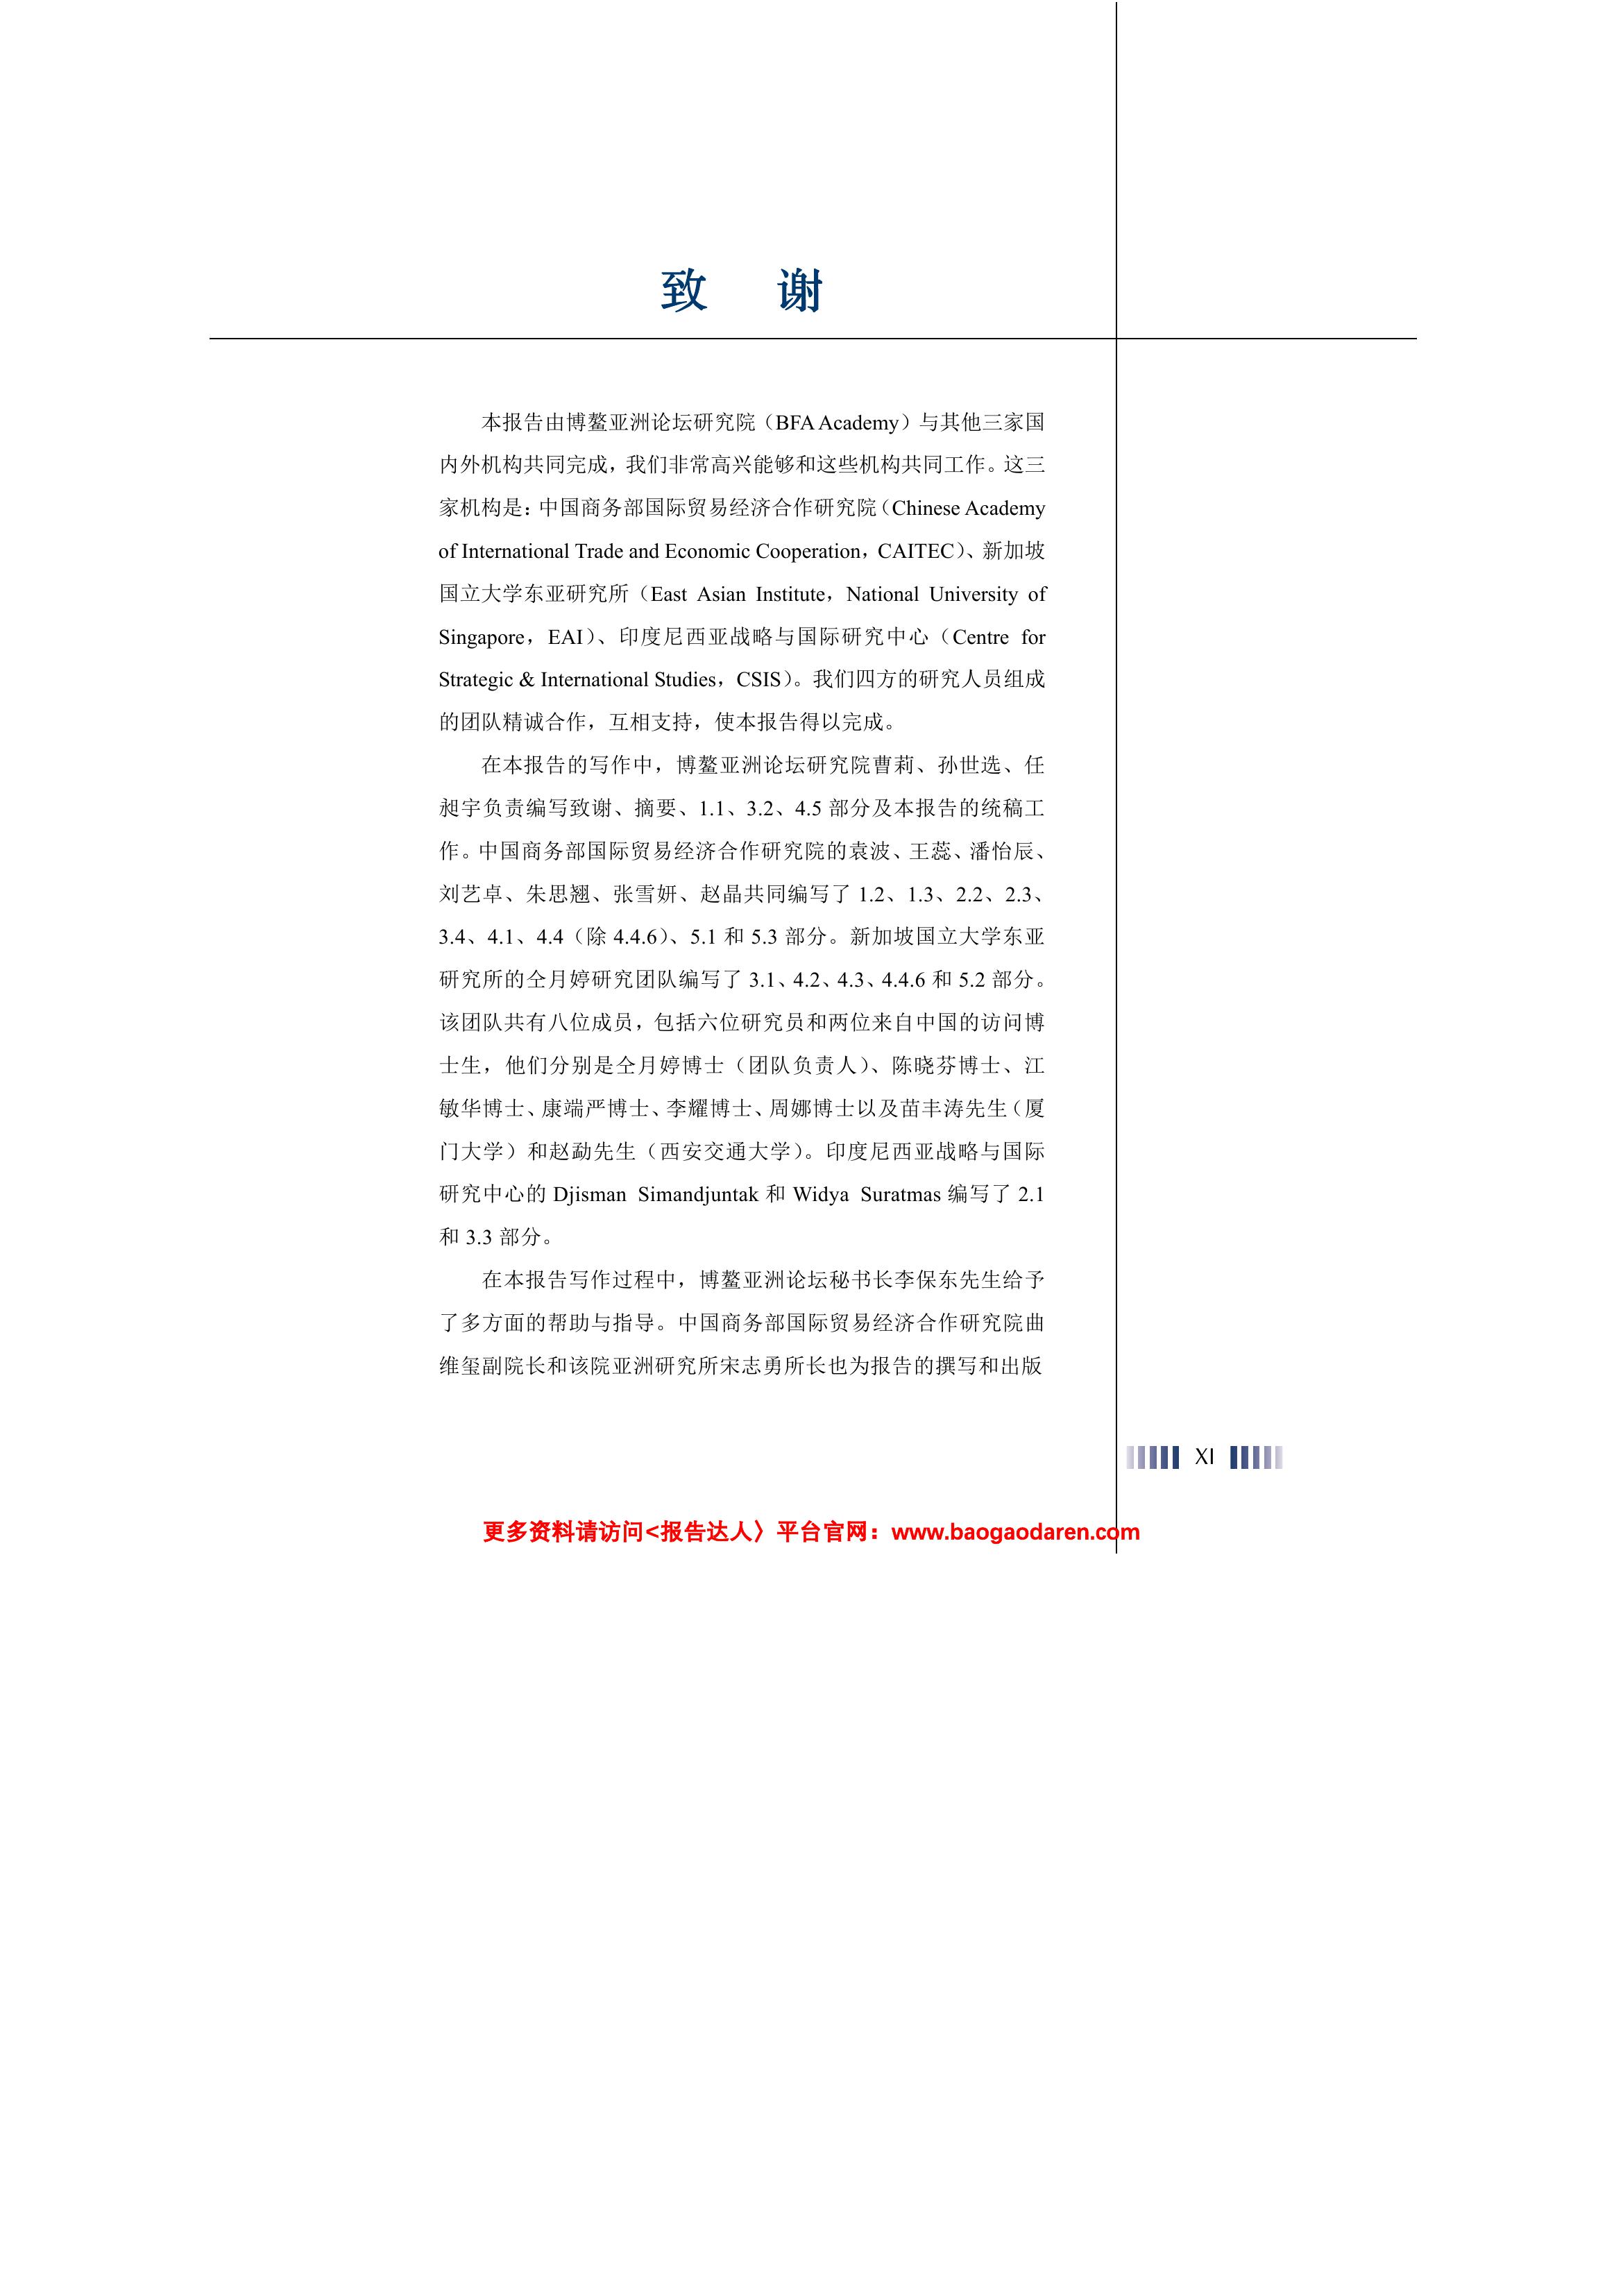 致 谢
本报告由博鳌亚洲论坛研究院（BFA Academy）与其他三家国
内外机构共同完成，我们非常高兴能够和这些机构共同工作。这三
家机构是：中国商务部国际贸易经济合作研究院（Chinese Academy
of International Trade and Economic Cooperation，CAITEC）、新加坡
国立大学东亚研究所（East Asian Institute，National University of
Singapore，EAI）、印度尼西亚战略与国际研究中心（Centre for
Strategic & International Studies，CSIS）。我们四方的研究人员组成
的团队精诚合作，互相支持，使本报告得以完成。
在本报告的写作中，博鳌亚洲论坛研究院曹莉、孙世选、任
昶宇负责编写致谢、摘要、1.1、3.2、4.5 部分及本报告的统稿工
作。中国商务部国际贸易经济合作研究院的袁波、王蕊、潘怡辰、
刘艺卓、朱思翘、张雪妍、赵晶共同编写了 1.2、1.3、2.2、2.3、
3.4、4.1、4.4（除 4.4.6）、5.1 和 5.3 部分。新加坡国立大学东亚
研究所的仝月婷研究团队编写了 3.1、4.2、4.3、4.4.6 和 5.2 部分。
该团队共有八位成员，包括六位研究员和两位来自中国的访问博
士生，他们分别是仝月婷博士（团队负责人）、陈晓芬博士、江
敏华博士、康端严博士、李耀博士、周娜博士以及苗丰涛先生（厦
门大学）和赵勐先生（西安交通大学）。印度尼西亚战略与国际
研究中心的 Djisman Simandjuntak 和 Widya Suratmas 编写了 2.1
和 3.3 部分。
在本报告写作过程中，博鳌亚洲论坛秘书长李保东先生给予
了多方面的帮助与指导。中国商务部国际贸易经济合作研究院曲
维玺副院长和该院亚洲研究所宋志勇所长也为报告的撰写和出版
XI
更多资料请访问<报告达人〉平台官网：www.baogaodaren.com